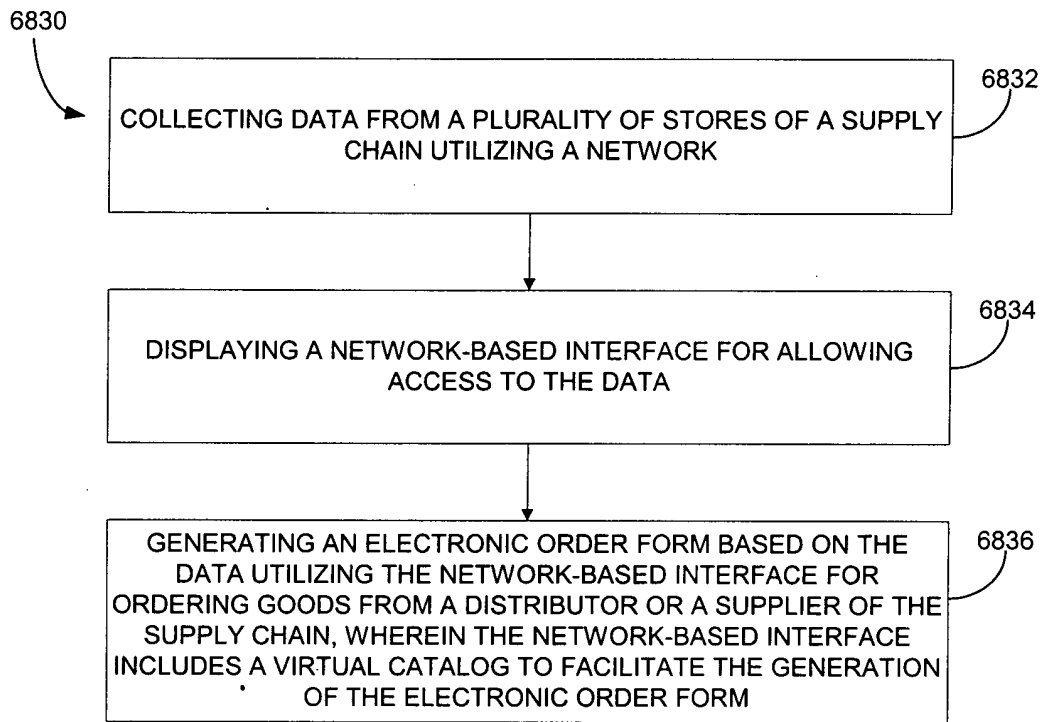 6830
6832
COLLECTING DATA FROM A PLURALITY OF STORES OF A SUPPLY
CHAIN UTILIZING A NETWORK
6834
DISPLAYING A NETWORK-BASED INTERFACE FOR ALLOWING
ACCESS TO THE DATA
6836
GENERATING AN ELECTRONIC ORDER FORM BASED ON THE
DATA UTILIZING THE NETWORK-BASED INTERFACE FOR
ORDERING GOODS FROM A DISTRIBUTOR OR A SUPPLIER OF THE
SUPPLY CHAIN, WHEREIN THE NETWORK-BASED INTERFACE
INCLUDES A VIRTUAL CATALOG TO FACILITATE THE GENERATION
OF THE ELECTRONIC ORDER FORM